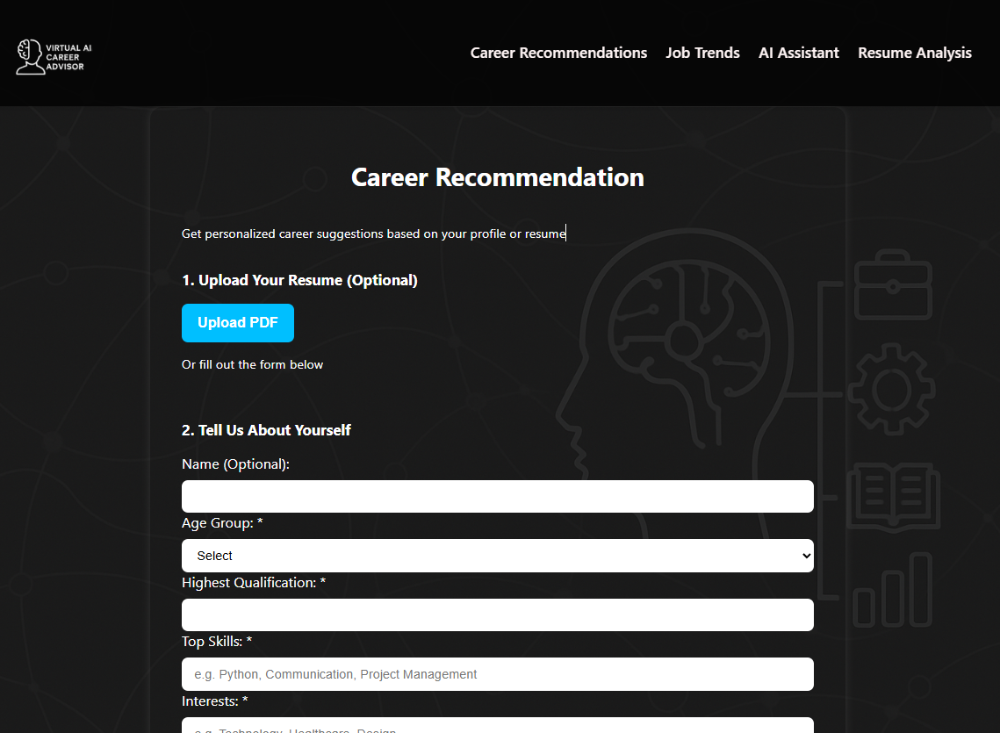 VIRTUAL AI
CAREER
ADVISOR
Career Recommendations Job Trends AI Assistant Resume Analysis
Career Recommendation
Get personalized career suggestions based on your profile or resume
1. Upload Your Resume (Optional)
Upload PDF
Or fill out the form below
2. Tell Us About Yourself
Name (Optional):
Age Group: *
Select
Highest Qualification: *
Top Skills: *
e.g. Python, Communication, Project Management
Interests: *
e.g. Technology, Healthcare, Design